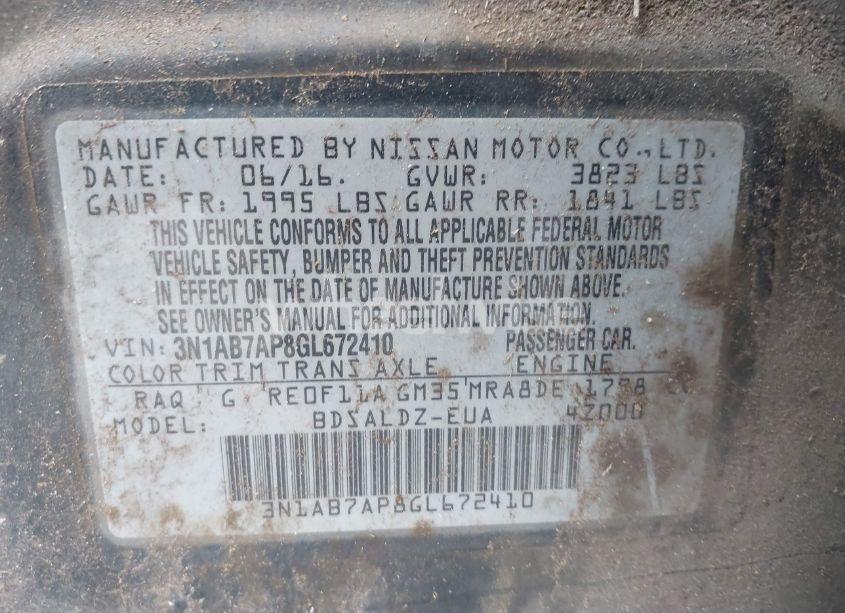 MANUFACTURED BY NISSAN MOTOR CO., LTD.
DATE: 06/16. GVWR: 3823 LBS
GAWR FR: 1995 LBS GAWR RR: 1841 LBS
THIS VEHICLE CONFORMS TO ALL APPLICABLE FEDERAL MOTOR
VEHICLE SAFETY, BUMPER AND THEFT PREVENTION STANDARDS
IN EFFECT ON THE DATE OF MANUFACTURE SHOWN ABOVE.
SEE OWNER'S MANUAL FOR ADDITIONAL INFORMATION.
VIN: 3N1AB7AP8GL672410 PASSENGER CAR.
COLOR TRIM TRANS AXLE ENGINE
RAQ G RE0F11A GM35 MRA8DE 1798
MODEL: BDSALDZ-EUA 4Z000
3N1AB7AP8GL672410